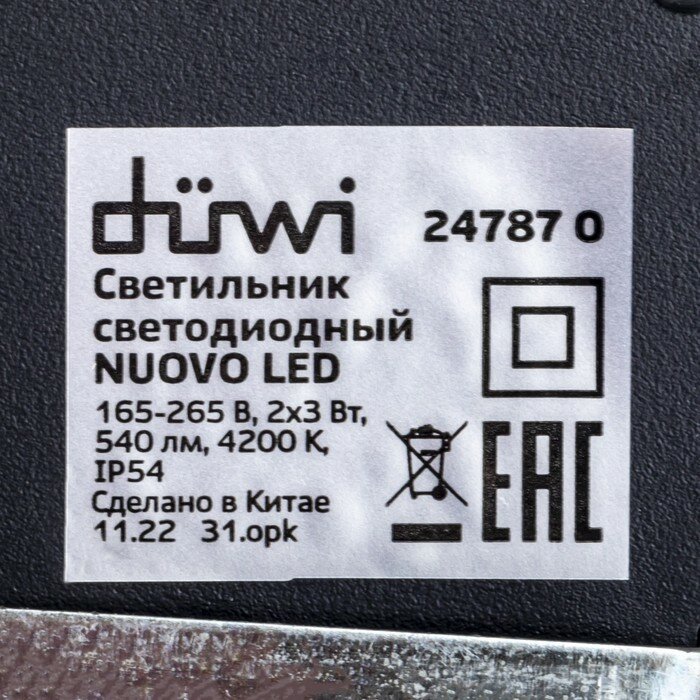 düwi
24787 0
Светильник
светодиодный
NUOVO LED
165-265 В, 2x3 Вт,
540 лм, 4200 К,
IP54
Сделано в Китае
11.22 31.opk
EAC